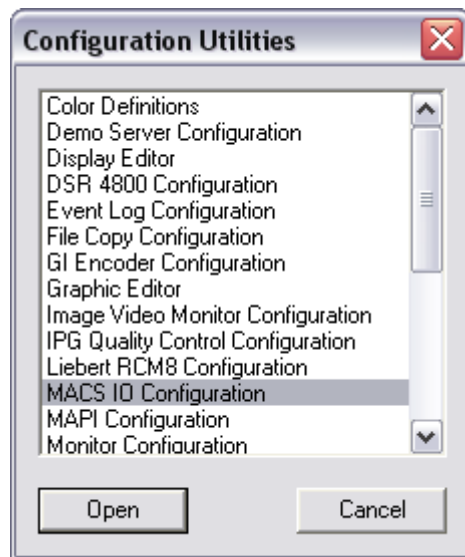 Configuration Utilities
Color Definitions
Demo Server Configuration
Display Editor
DSR 4800 Configuration
Event Log Configuration
File Copy Configuration
GI Encoder Configuration
Graphic Editor
Image Video Monitor Configuration
IPG Quality Control Configuration
Liebert RCM8 Configuration
MACS IO Configuration
MAPI Configuration
Monitor Configuration
Open
Cancel